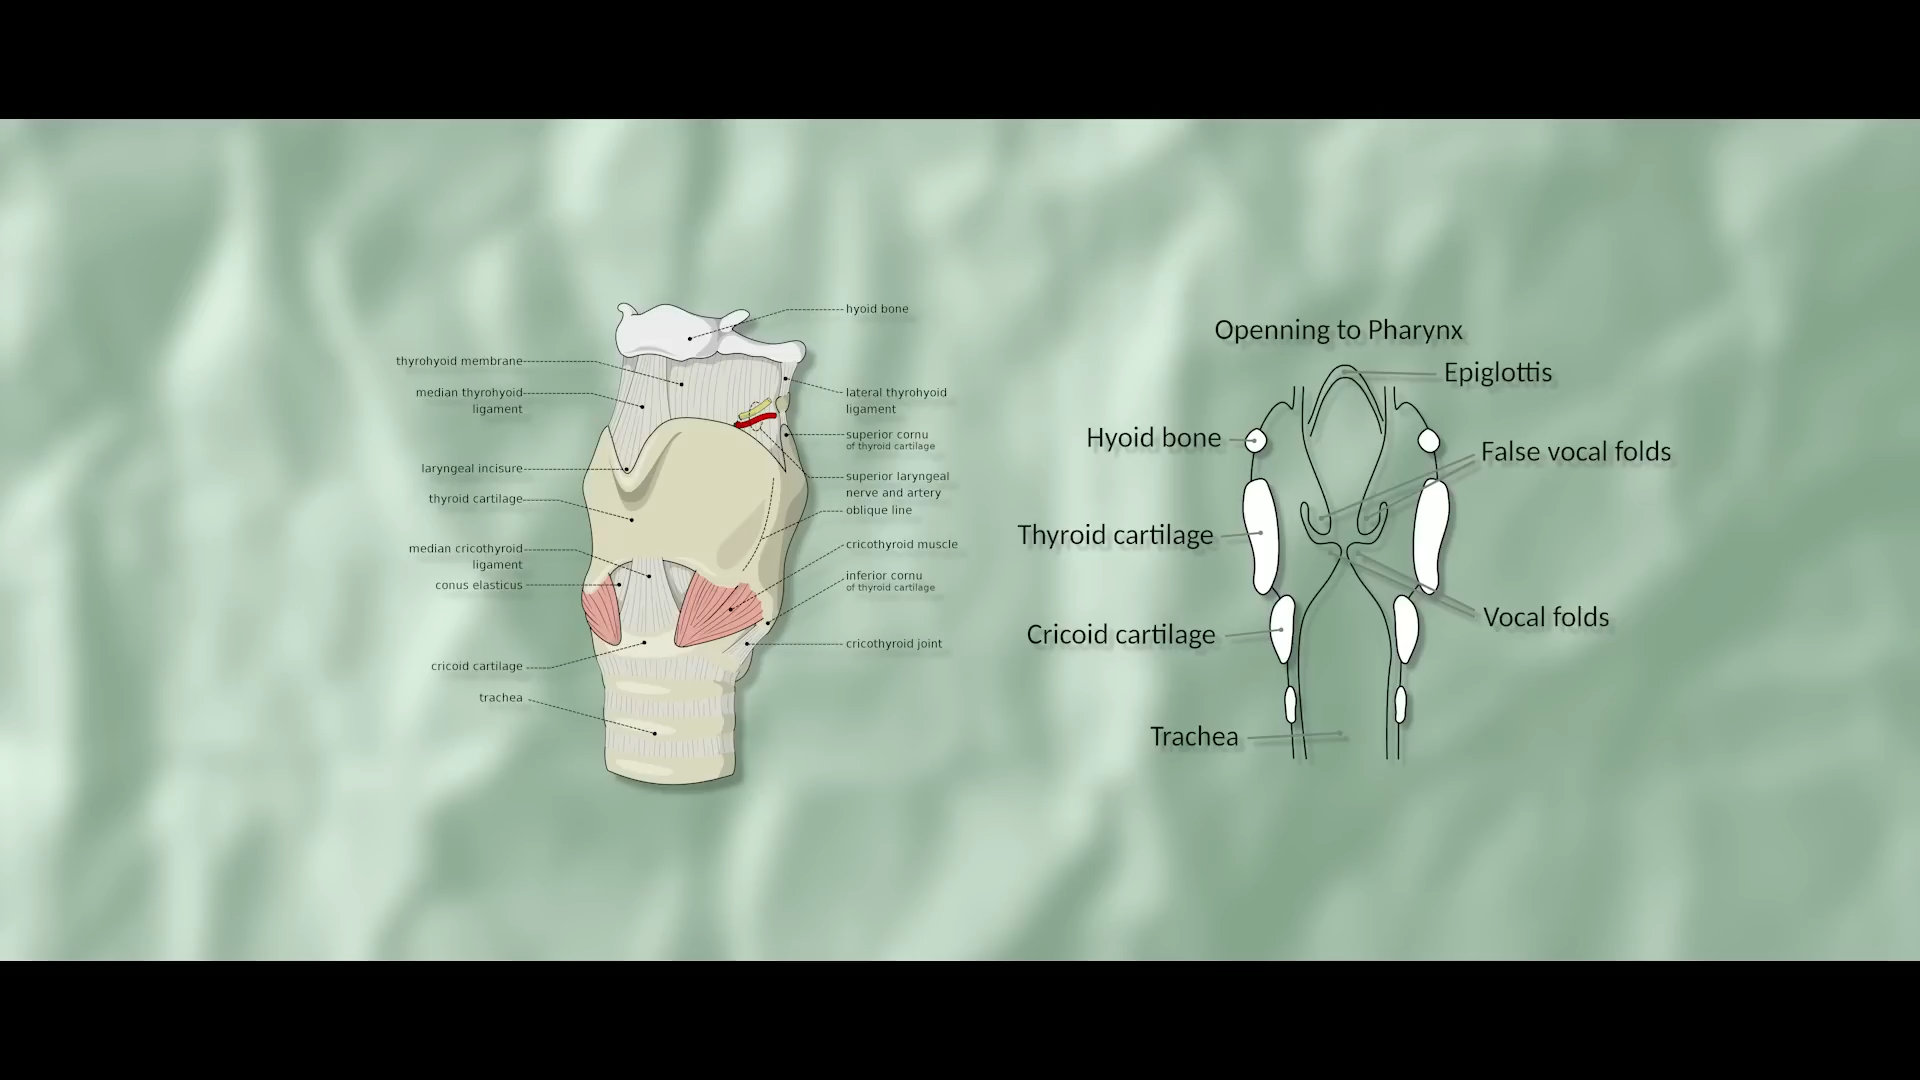 hyoid bone
thyrohyoid membrane
median thyrohyoid
ligament
lateral thyrohyoid
ligament
superior cornu
of thyroid cartilage
laryngeal incisure
superior laryngeal
nerve and artery
thyroid cartilage
oblique line
median cricothyroid
ligament
cricothyroid muscle
conus elasticus
inferior cornu
of thyroid cartilage
cricothyroid joint
cricoid cartilage
trachea
Openning to Pharynx
Epiglottis
Hyoid bone
False vocal folds
Thyroid cartilage
Vocal folds
Cricoid cartilage
Trachea